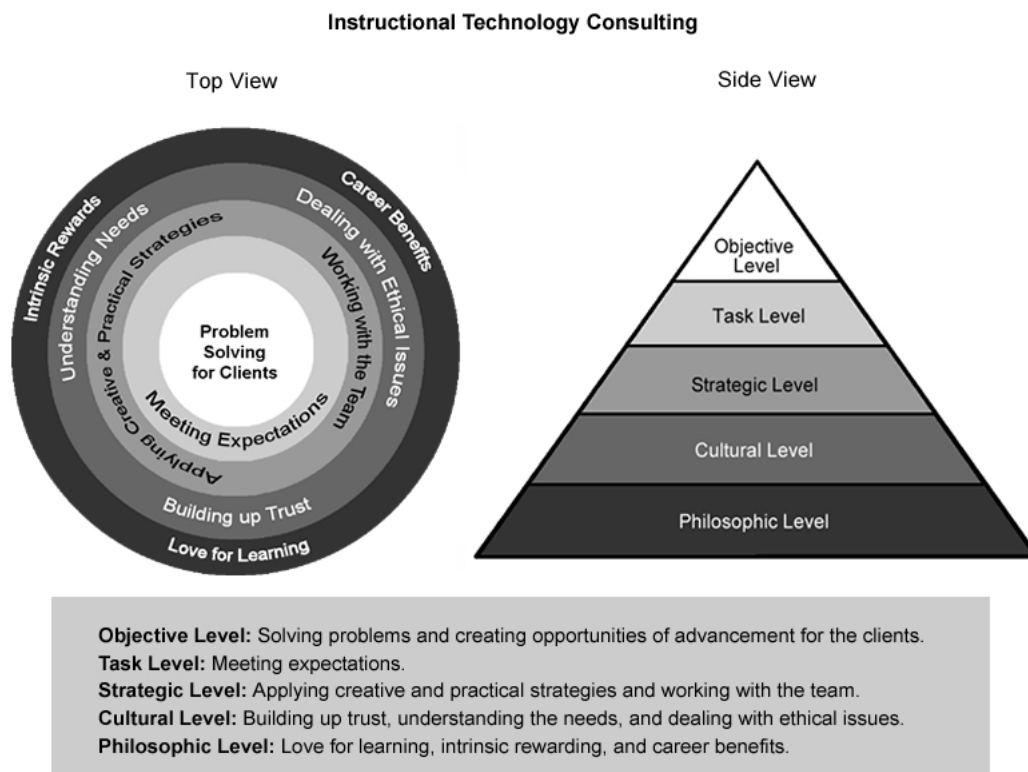 Instructional Technology Consulting
Top View
Side View
Intrinsic Rewards
Career Benefits
Love for Learning
Understanding Needs
Dealing with Ethical Issues
Building up Trust
Applying Creative & Practical Strategies
Working with the Team
Meeting Expectations
Problem
Solving
for Clients
Objective
Level
Task Level
Strategic Level
Cultural Level
Philosophic Level
Objective Level: Solving problems and creating opportunities of advancement for the clients.
Task Level: Meeting expectations.
Strategic Level: Applying creative and practical strategies and working with the team.
Cultural Level: Building up trust, understanding the needs, and dealing with ethical issues.
Philosophic Level: Love for learning, intrinsic rewarding, and career benefits.